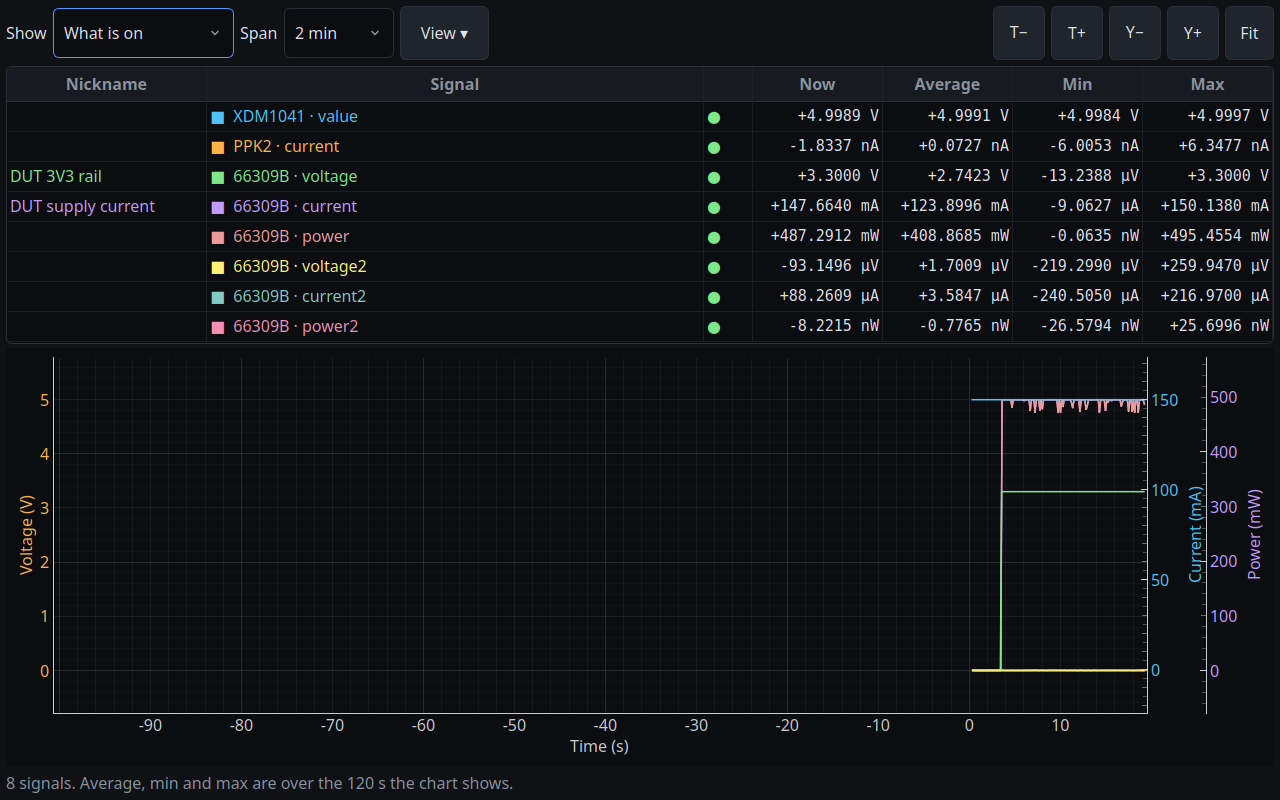 Show What is on Span 2 min View ▾ T− T+ Y− Y+ Fit
Nickname Signal Now Average Min Max
XDM1041 · value +4.9989 V +4.9991 V +4.9984 V +4.9997 V
PPK2 · current -1.8337 nA +0.0727 nA -6.0053 nA +6.3477 nA
DUT 3V3 rail 66309B · voltage +3.3000 V +2.7423 V -13.2388 µV +3.3000 V
DUT supply current 66309B · current +147.6640 mA +123.8996 mA -9.0627 µA +150.1380 mA
66309B · power +487.2912 mW +408.8685 mW -0.0635 nW +495.4554 mW
66309B · voltage2 -93.1496 µV +1.7009 µV -219.2990 µV +259.9470 µV
66309B · current2 +88.2609 µA +3.5847 µA -240.5050 µA +216.9700 µA
66309B · power2 -8.2215 nW -0.7765 nW -26.5794 nW +25.6996 nW
Voltage (V)
5
4
3
2
1
0
150
100
50
0
Current (mA)
500
400
300
200
100
0
Power (mW)
-90 -80 -70 -60 -50 -40 -30 -20 -10 0 10
Time (s)
8 signals. Average, min and max are over the 120 s the chart shows.